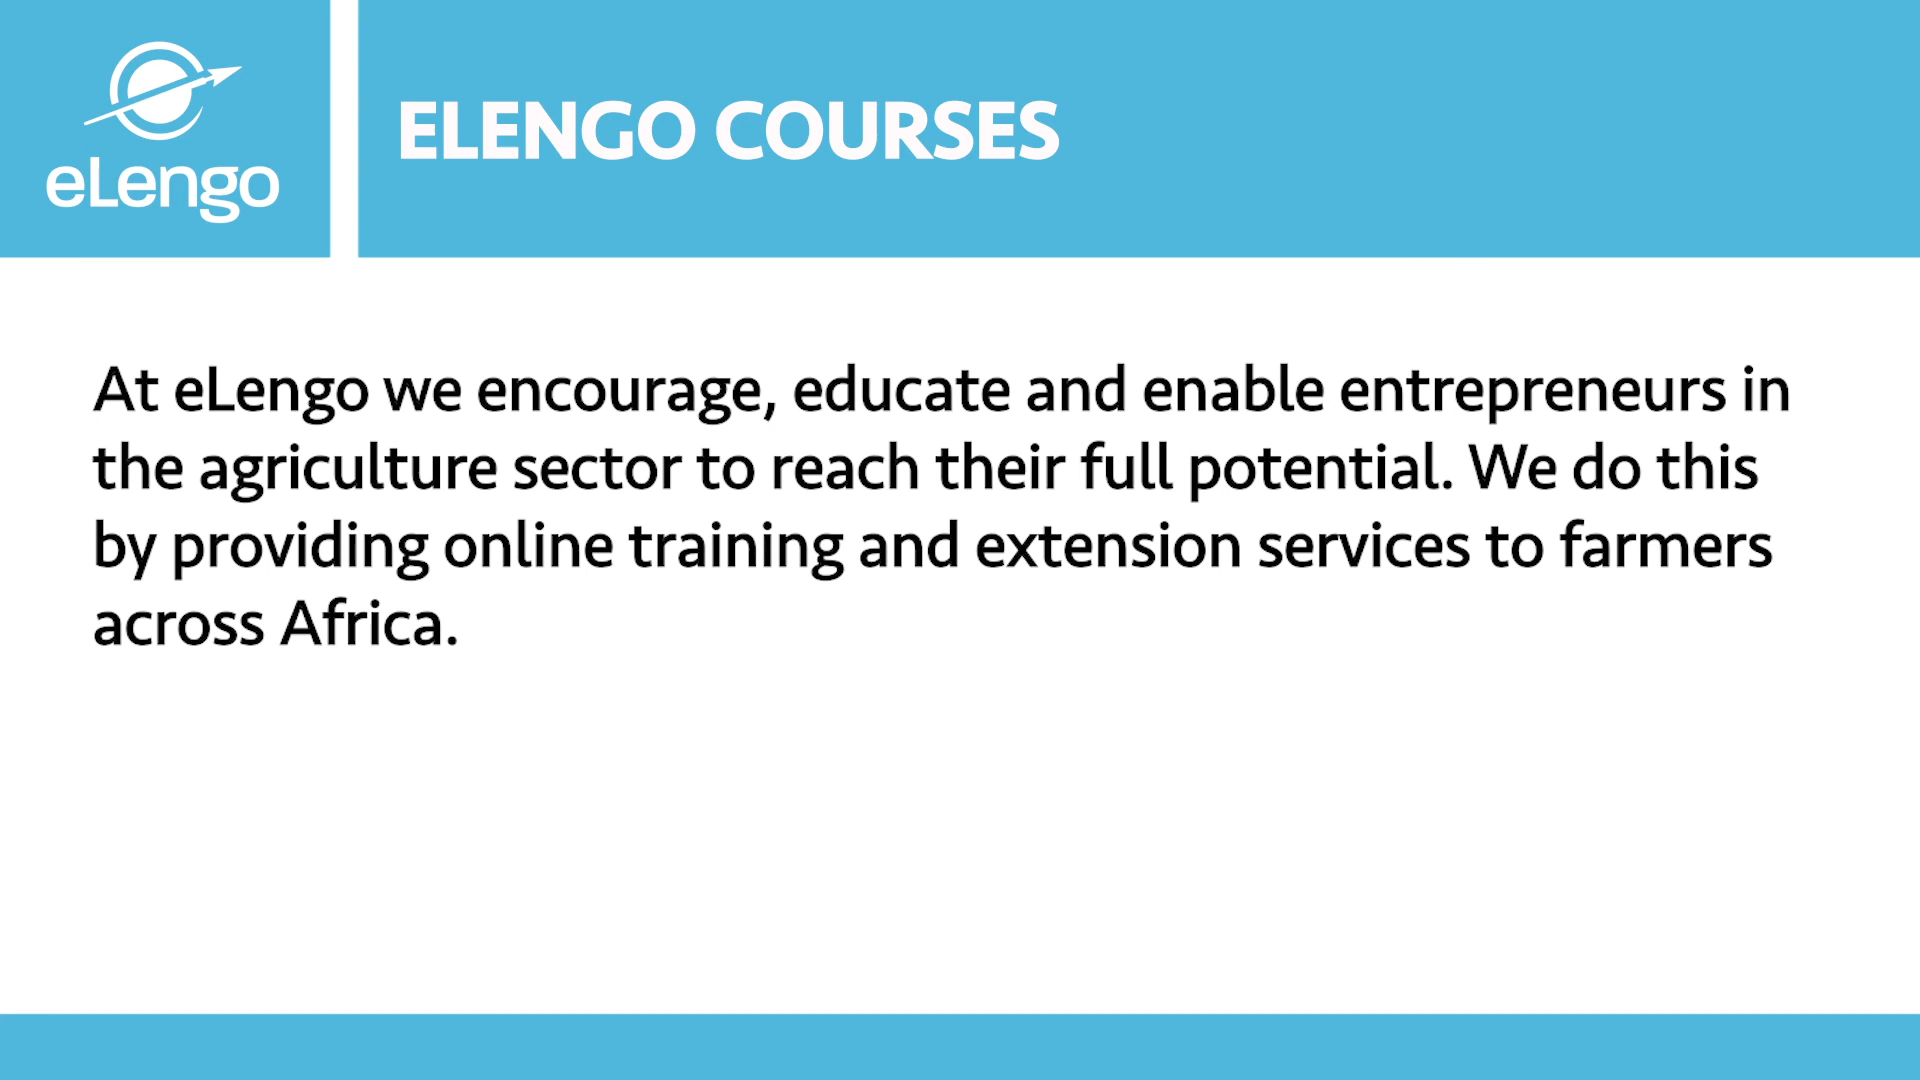 eLengo
ELENGO COURSES
At eLengo we encourage, educate and enable entrepreneurs in
the agriculture sector to reach their full potential. We do this
by providing online training and extension services to farmers
across Africa.